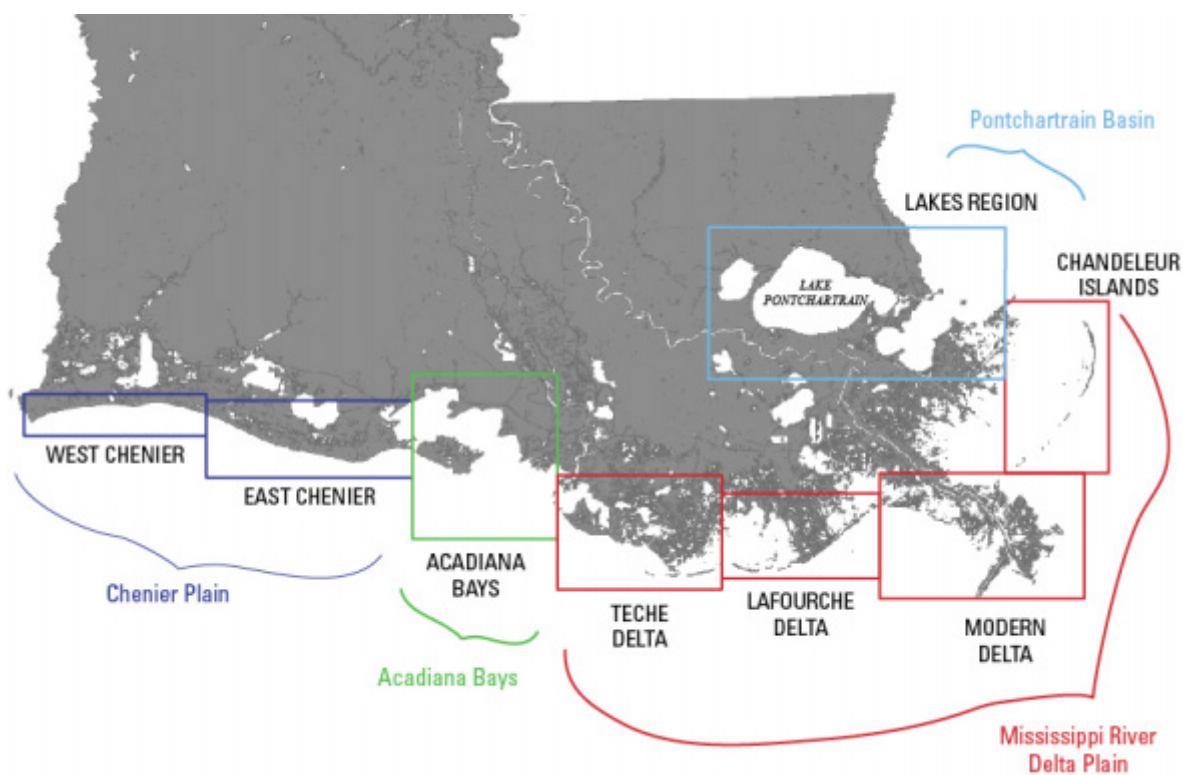 Pontchartrain Basin
LAKES REGION
CHANDELEUR
ISLANDS
LAKE
PONTCHARTRAIN
WEST CHENIER
EAST CHENIER
Chenier Plain
ACADIANA
BAYS
Acadiana Bays
TECHE
DELTA
LAFOURCHE
DELTA
MODERN
DELTA
Mississippi River
Delta Plain